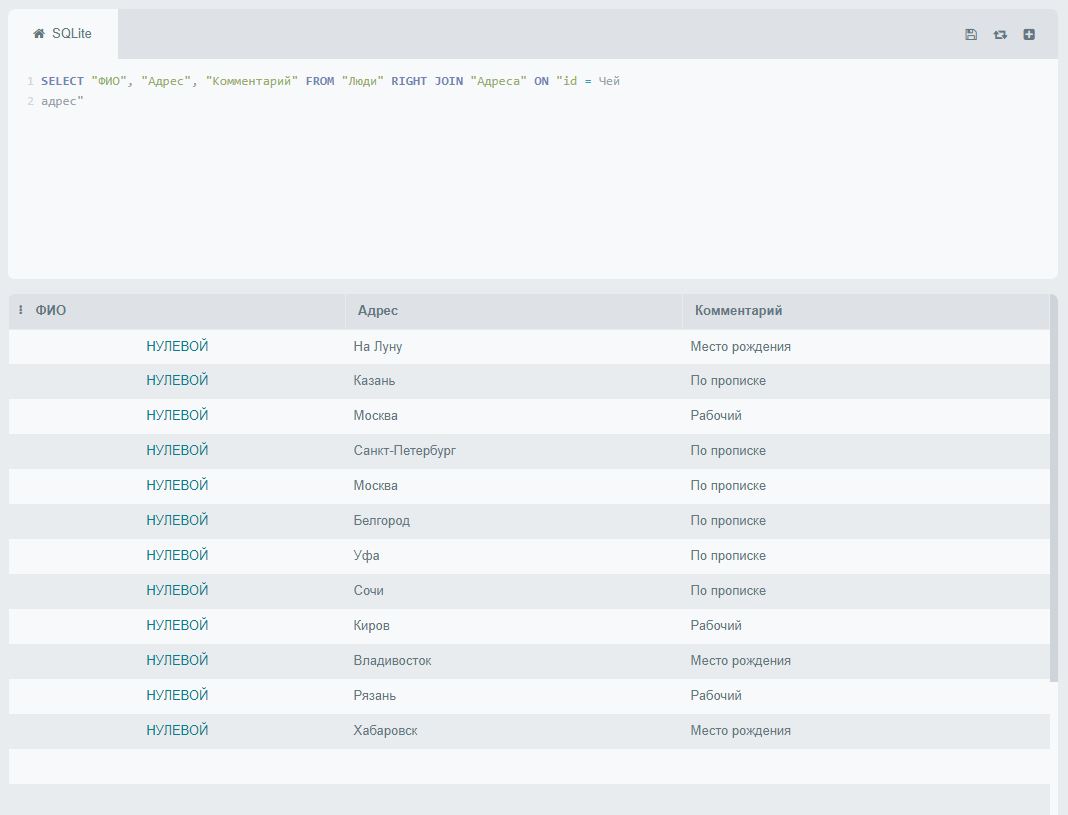 SQLite
1 SELECT "ФИО", "Адрес", "Комментарий" FROM "Люди" RIGHT JOIN "Адреса" ON "id = Чей
2 адрес"
ФИО Адрес Комментарий
НУЛЕВОЙ На Луну Место рождения
НУЛЕВОЙ Казань По прописке
НУЛЕВОЙ Москва Рабочий
НУЛЕВОЙ Санкт-Петербург По прописке
НУЛЕВОЙ Москва По прописке
НУЛЕВОЙ Белгород По прописке
НУЛЕВОЙ Уфа По прописке
НУЛЕВОЙ Сочи По прописке
НУЛЕВОЙ Киров Рабочий
НУЛЕВОЙ Владивосток Место рождения
НУЛЕВОЙ Рязань Рабочий
НУЛЕВОЙ Хабаровск Место рождения